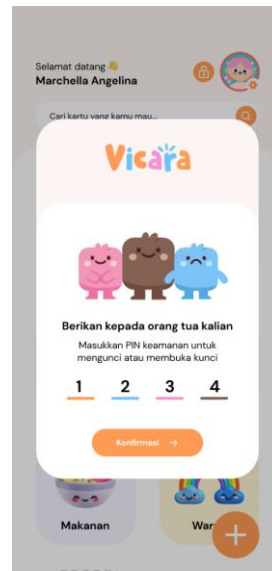 Selamat datang 👋
Marchella Angelina
Cari kartu yang kamu mau...
Vicara
Berikan kepada orang tua kalian
Masukkan PIN keamanan untuk
mengunci atau membuka kunci
1 2 3 4
Konfirmasi →
Makanan
War